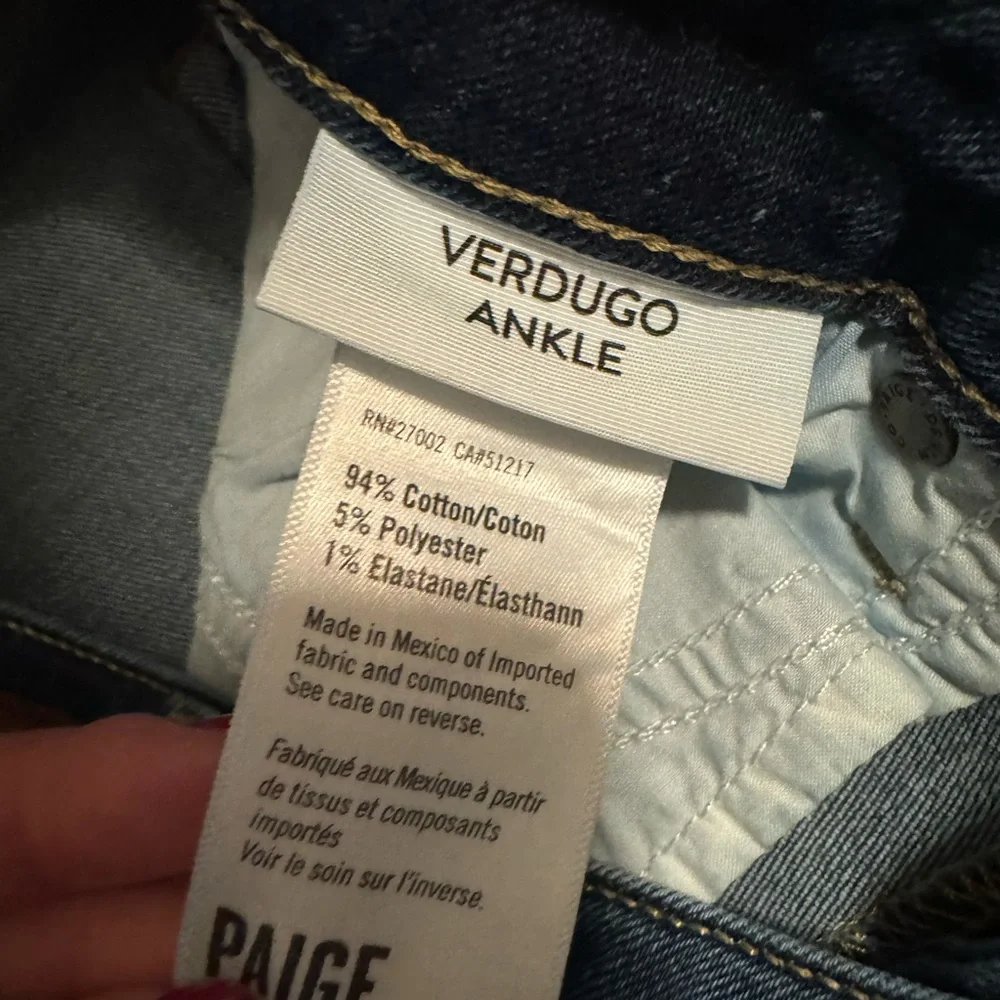 VERDUGO
ANKLE
RN#27002 CA#51217
94% Cotton/Coton
5% Polyester
1% Elastane/Élasthann
Made in Mexico of Imported
fabric and components.
See care on reverse.
Fabriqué aux Mexique à partir
de tissus et composants
importés
Voir le soin sur l'inverse.
PAIGE
PAIGE